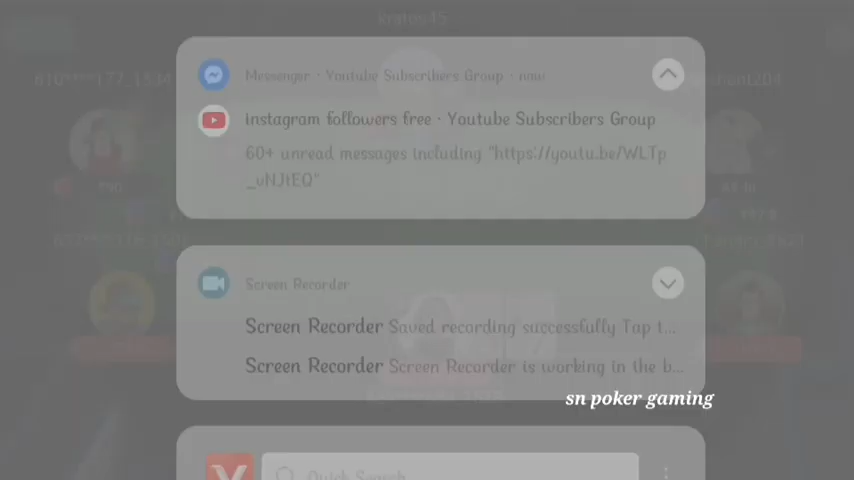 kratos45
Messenger · Youtube Subscribers Group · now
instagram followers free · Youtube Subscribers Group
60+ unread messages including "https://youtu.be/WLTp
_uNJtEQ"
Screen Recorder
Screen Recorder Saved recording successfully Tap t...
Screen Recorder Screen Recorder is working in the b...
sn poker gaming
Quick Search